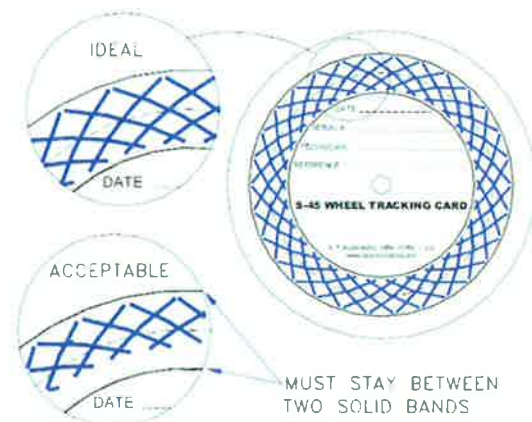 IDEAL
DATE
DATE
TECHNICIAN
REFERENCE
S-45 WHEEL TRACKING CARD
ACCEPTABLE
DATE
MUST STAY BETWEEN
TWO SOLID BANDS